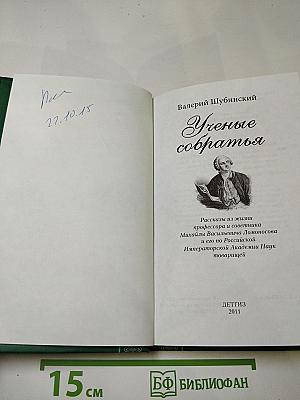 27.10.15
Валерий Шубинский
Ученые
собратья
Рассказы из жизни
профессора и советника
Михайлы Васильевича Ломоносова
и его по Российской
Императорской Академии Наук
товарищей
ДЕТГИЗ
2011
15 см
БФ БИБЛИОФАН